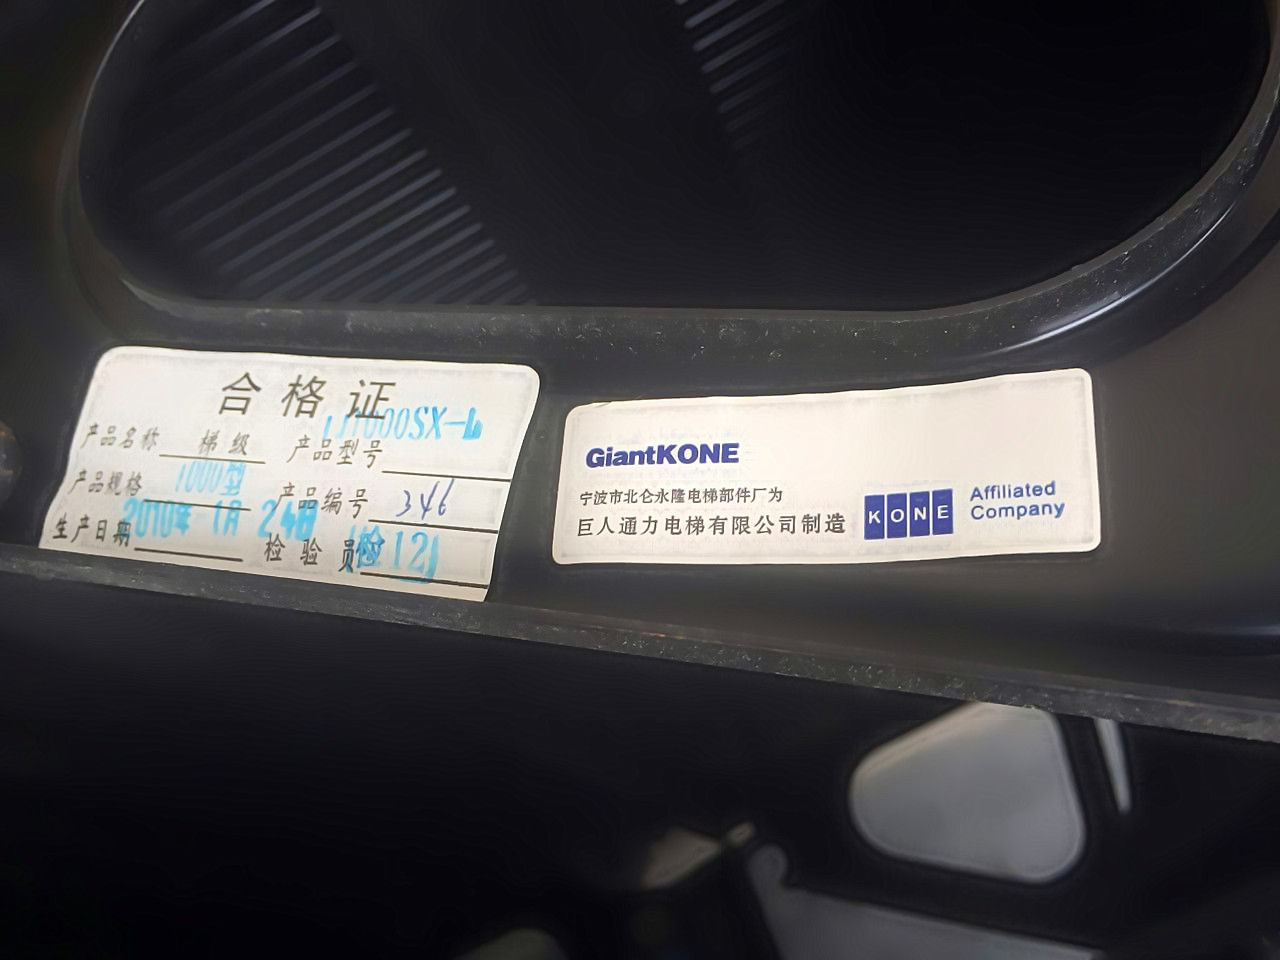 合格证
产品名称 梯级 产品型号 LJ1000SX-L
产品规格 1000型 产品编号 346
生产日期 2010年 1月 24日 检验员 检12
GiantKONE
宁波市北仑永隆电梯部件厂为
巨人通力电梯有限公司制造
KONE
Affiliated
Company